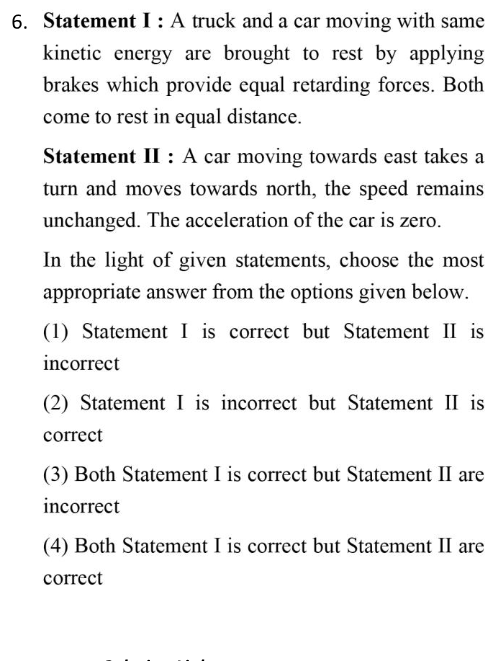 6. Statement I : A truck and a car moving with same
kinetic energy are brought to rest by applying
brakes which provide equal retarding forces. Both
come to rest in equal distance.
Statement II : A car moving towards east takes a
turn and moves towards north, the speed remains
unchanged. The acceleration of the car is zero.
In the light of given statements, choose the most
appropriate answer from the options given below.
(1) Statement I is correct but Statement II is
incorrect
(2) Statement I is incorrect but Statement II is
correct
(3) Both Statement I is correct but Statement II are
incorrect
(4) Both Statement I is correct but Statement II are
correct